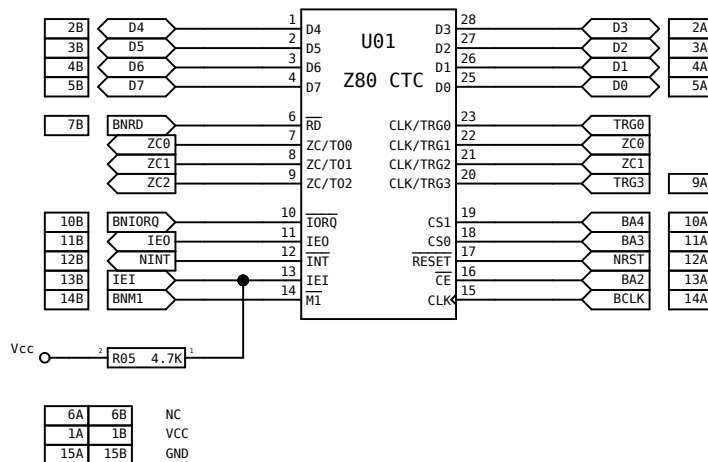 2B D4 1 D4 U01 D3 28 D3 2A
3B D5 2 D5 D2 27 D2 3A
4B D6 3 D6 Z80 CTC D1 26 D1 4A
5B D7 4 D7 D0 25 D0 5A
7B BNRD 6 RD CLK/TRG0 23 TRG0
ZC0 7 ZC/TO0 CLK/TRG1 22 ZC0
ZC1 8 ZC/TO1 CLK/TRG2 21 ZC1
ZC2 9 ZC/TO2 CLK/TRG3 20 TRG3 9A
10B BNIORQ 10 IORQ CS1 19 BA4 10A
11B IEO 11 IEO CS0 18 BA3 11A
12B NINT 12 INT RESET 17 NRST 12A
13B IEI 13 IEI CE 16 BA2 13A
14B BNM1 14 M1 CLK 15 BCLK 14A
Vcc 2 R05 4.7K 1
6A 6B NC
1A 1B VCC
15A 15B GND